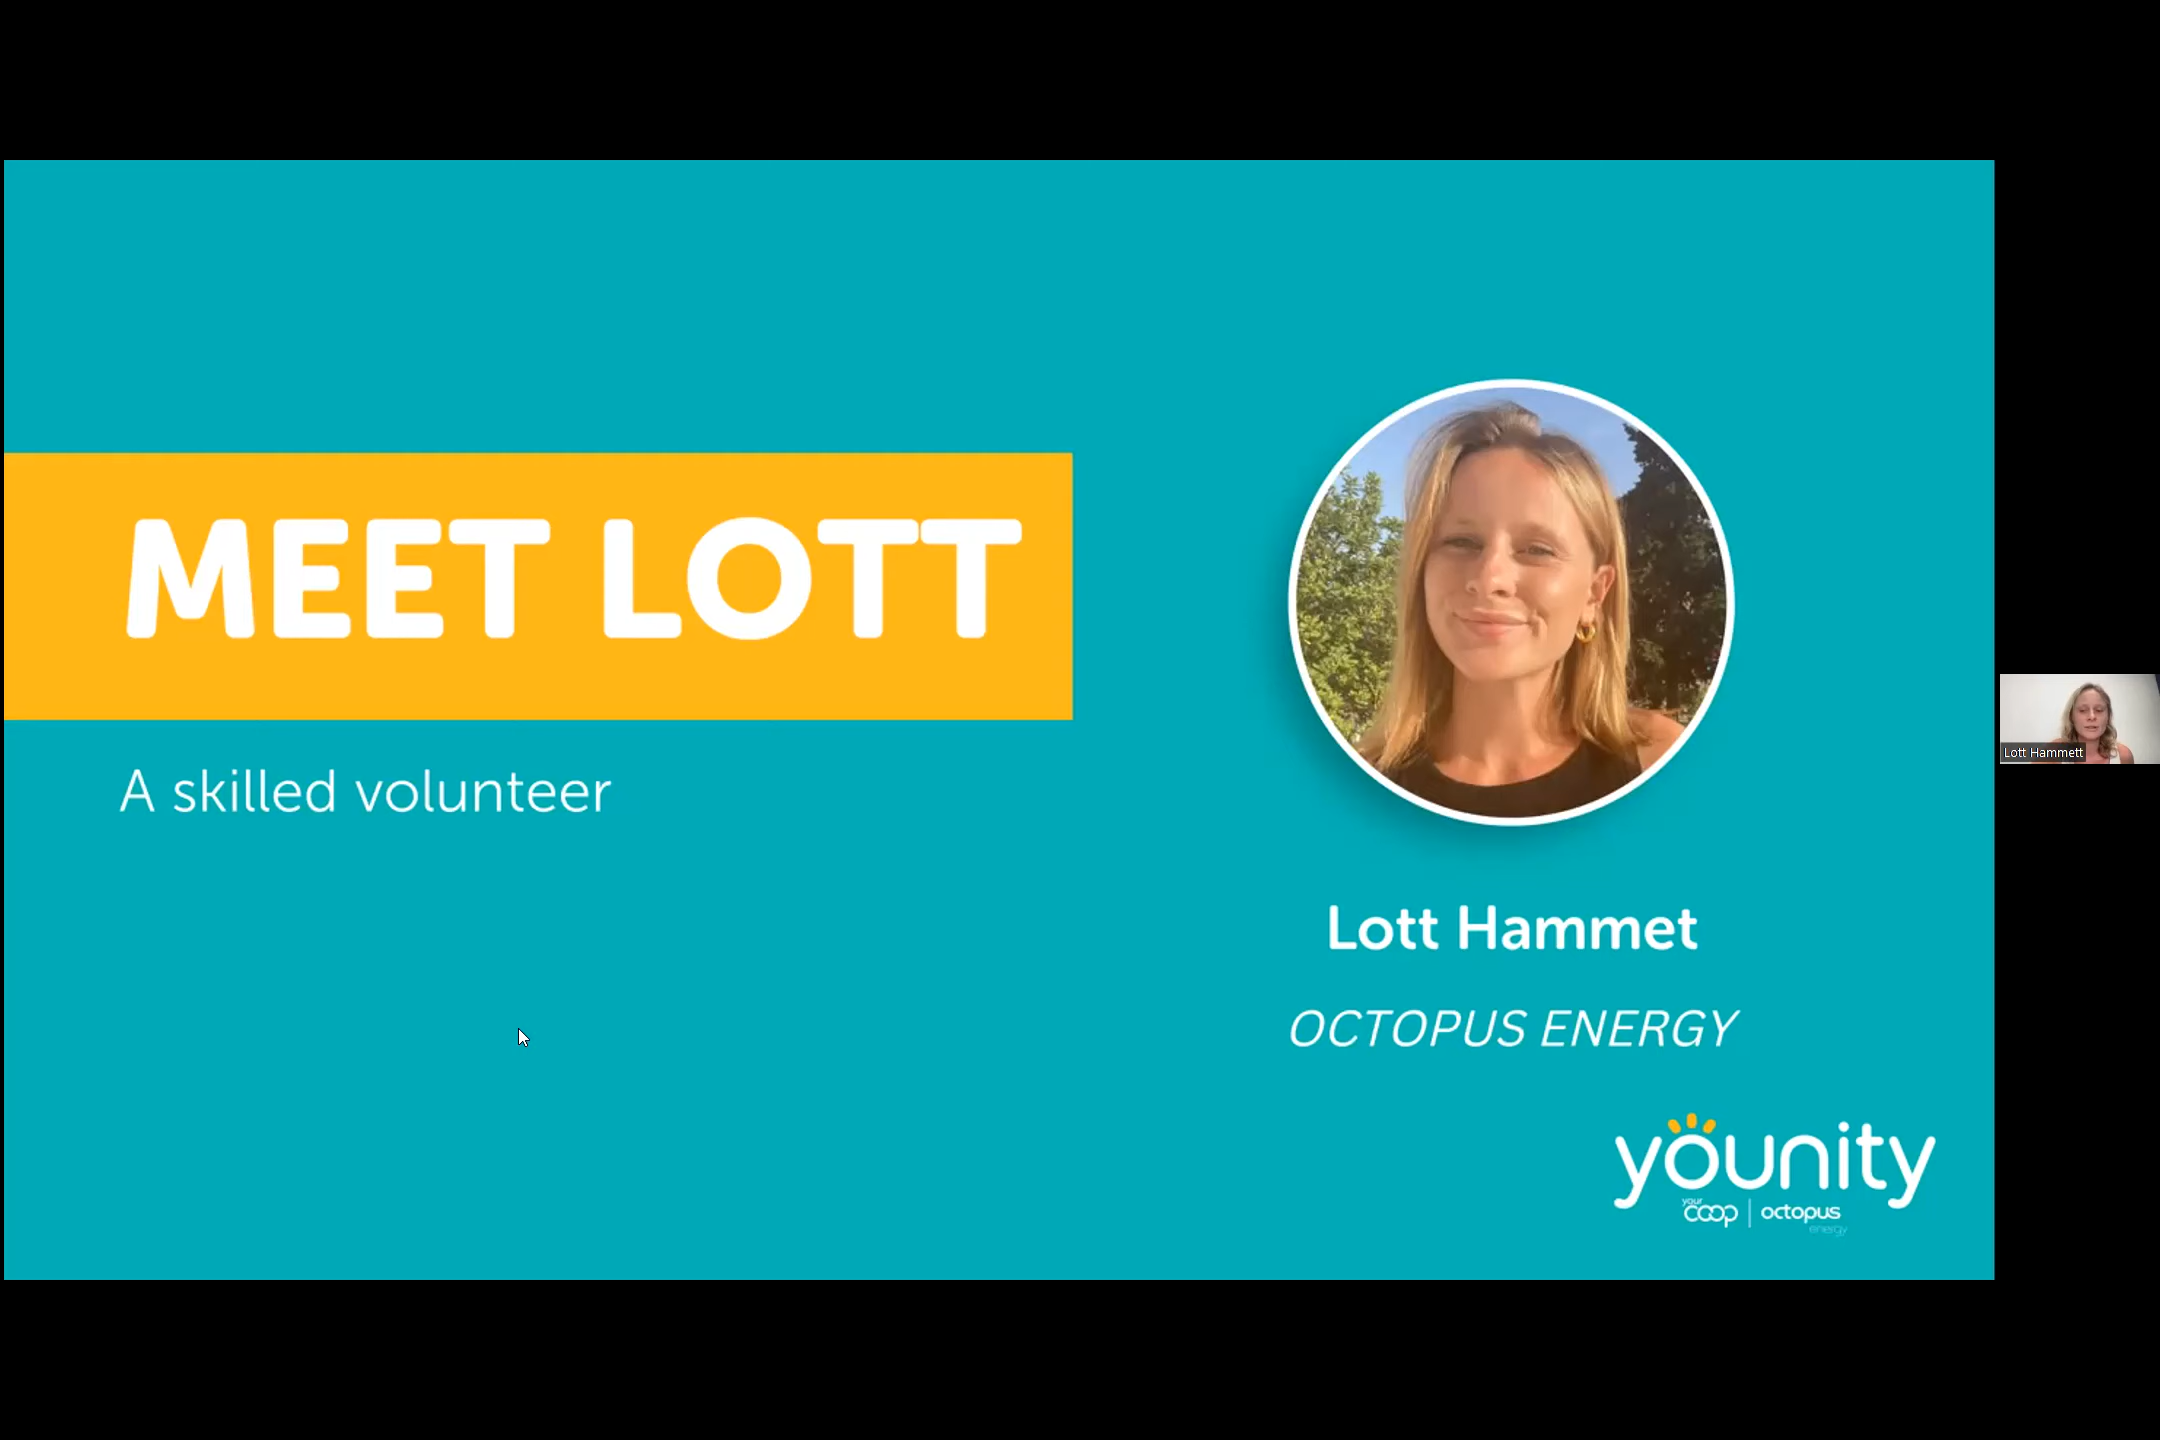 MEET LOTT
A skilled volunteer
Lott Hammet
OCTOPUS ENERGY
younity
your coop | octopus energy
Lott Hammett